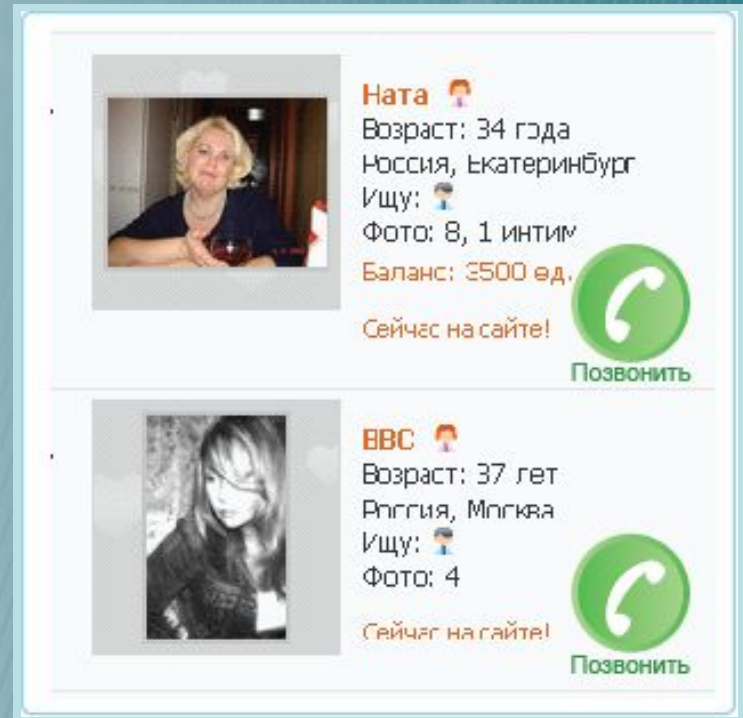 Ната
Возраст: 34 года
Россия, Екатеринбург
Ищу:
Фото: 8, 1 интим
Баланс: 3500 ед.
Сейчас на сайте!
Позвонить
ВВС
Возраст: 37 лет
Россия, Москва
Ищу:
Фото: 4
Сейчас на сайте!
Позвонить